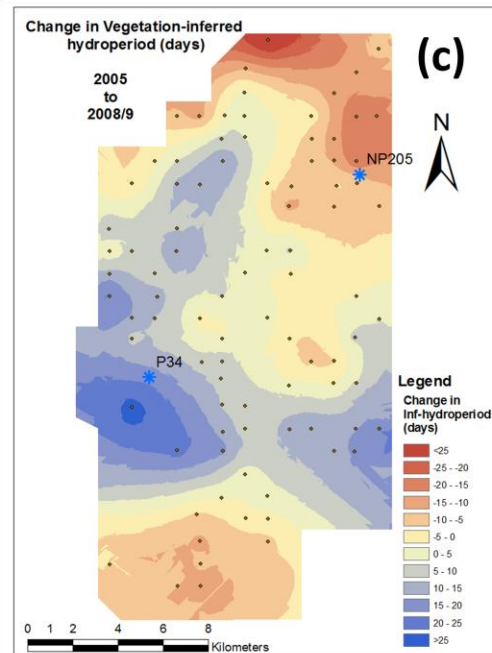 Change in Vegetation-inferred
hydroperiod (days)
2005
to
2008/9
(c)
N
NP205
P34
Legend
Change in
Inf-hydroperiod
(days)
<25
-25 - -20
-20 - -15
-15 - -10
-10 - -5
-5 - 0
0 - 5
5 - 10
10 - 15
15 - 20
20 - 25
>25
0 1 2 4 6 8
Kilometers